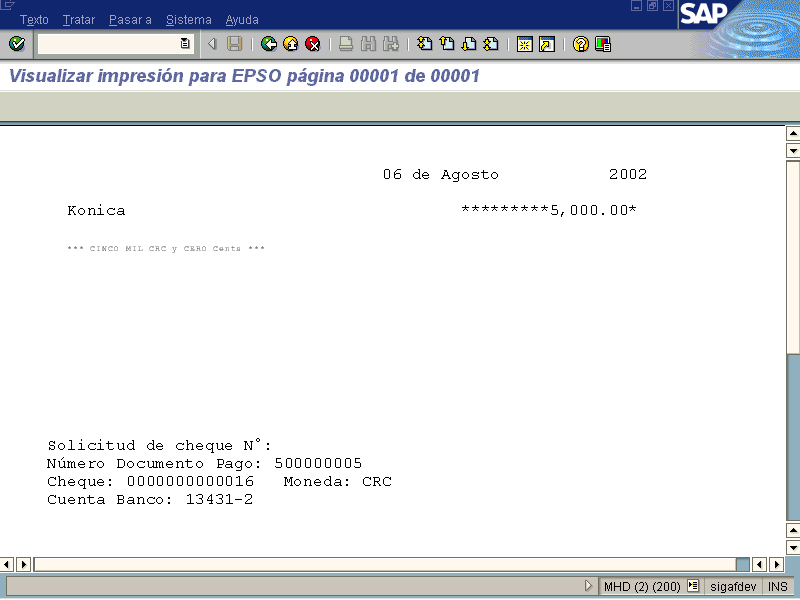 Texto Tratar Pasar a Sistema Ayuda
SAP
Visualizar impresión para EPSO página 00001 de 00001
06 de Agosto 2002
Konica *********5,000.00*
*** CINCO MIL CRC y CERO Cents ***
Solicitud de cheque N°:
Número Documento Pago: 500000005
Cheque: 0000000000016 Moneda: CRC
Cuenta Banco: 13431-2
MHD (2) (200) sigafdev INS